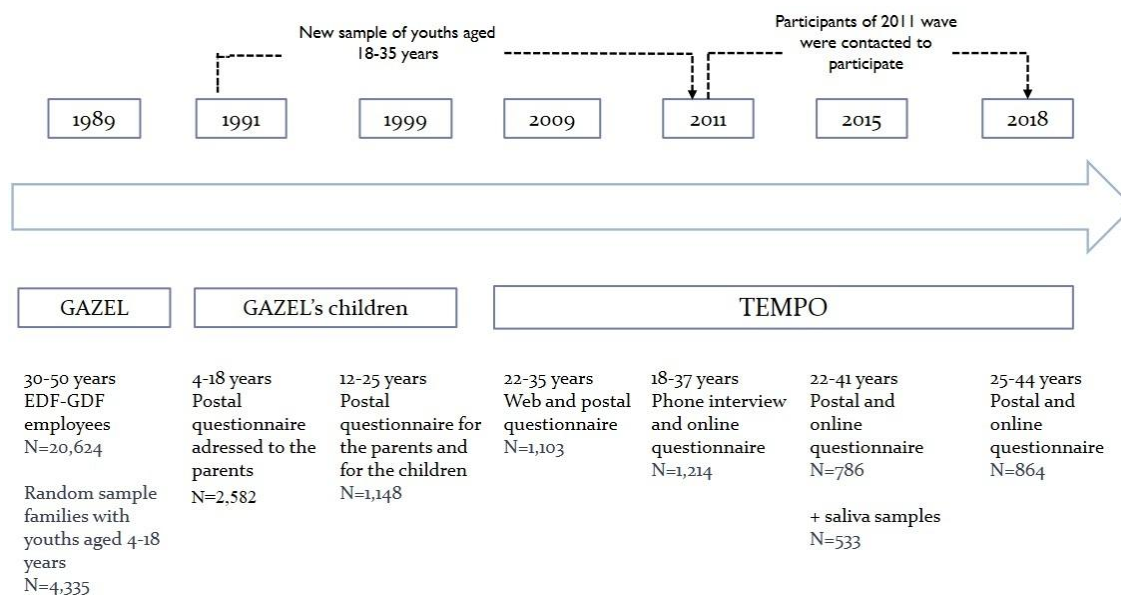 New sample of youths aged
18-35 years
Participants of 2011 wave
were contacted to
participate
1989
1991
1999
2009
2011
2015
2018
GAZEL
GAZEL's children
TEMPO
30-50 years
EDF-GDF
employees
N=20,624
Random sample
families with
youths aged 4-18
years
N=4,335
4-18 years
Postal
questionnaire
adressed to the
parents
N=2,582
12-25 years
Postal
questionnaire for
the parents and
for the children
N=1,148
22-35 years
Web and postal
questionnaire
N=1,103
18-37 years
Phone interview
and online
questionnaire
N=1,214
22-41 years
Postal and
online
questionnaire
N=786
+ saliva samples
N=533
25-44 years
Postal and
online
questionnaire
N=864